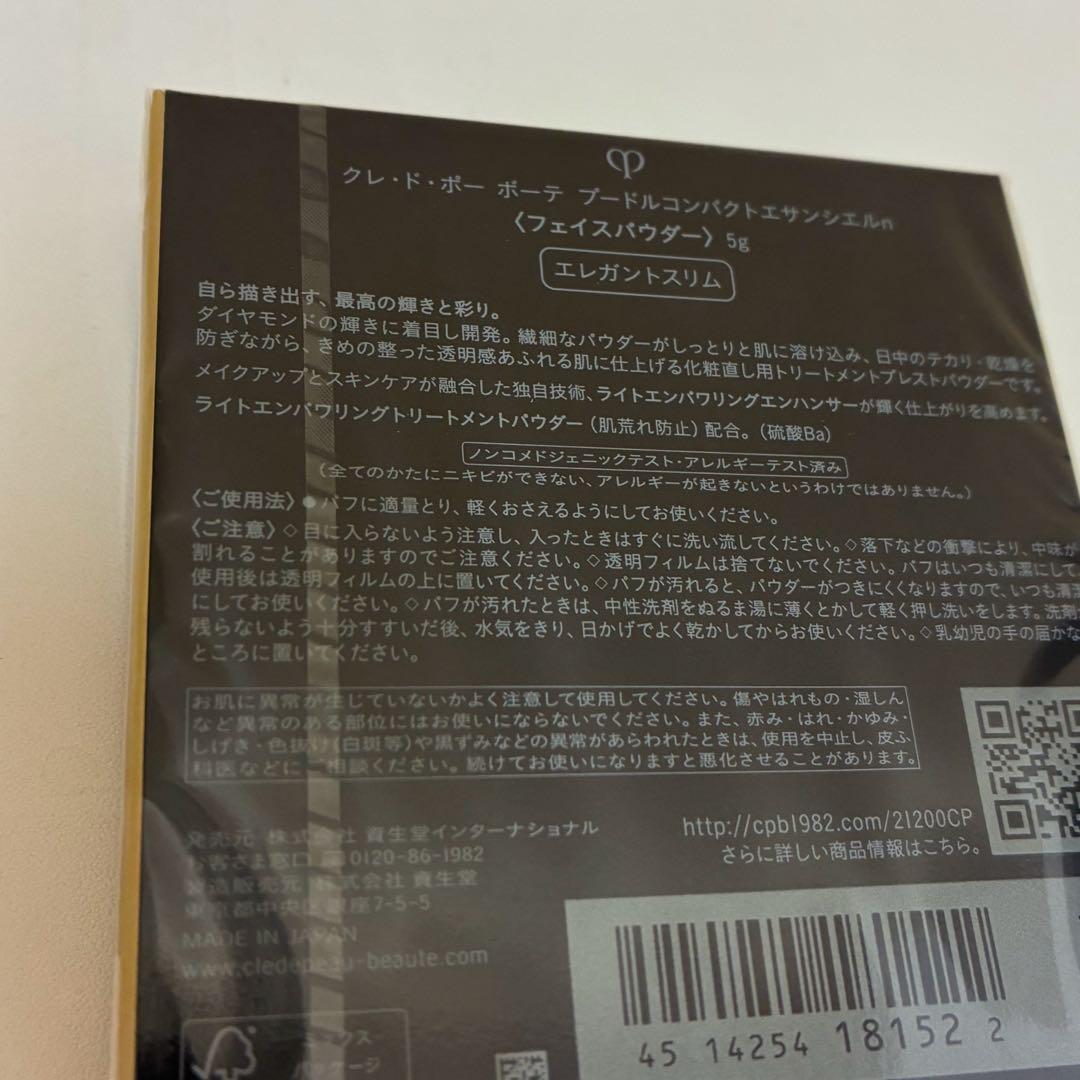 クレ・ド・ポー ボーテ プードルコンパクトエサンシエルn
〈フェイスパウダー〉 5g
エレガントスリム
自ら描き出す、最高の輝きと彩り。
ダイヤモンドの輝きに着目し開発。繊細なパウダーがしっとりと肌に溶け込み、日中のテカリ・乾燥を
防ぎながら、きめの整った透明感あふれる肌に仕上げる化粧直し用トリートメントプレストパウダーです。
メイクアップとスキンケアが融合した独自技術、ライトエンパワリングエンハンサーが輝く仕上がりを高めます。
ライトエンパワリングトリートメントパウダー（肌荒れ防止）配合。（硫酸Ba）
ノンコメドジェニックテスト・アレルギーテスト済み
（全てのかたにニキビができない、アレルギーが起きないというわけではありません。）
〈ご使用法〉●パフに適量とり、軽くおさえるようにしてお使いください。
〈ご注意〉◇目に入らないよう注意し、入ったときはすぐに洗い流してください。◇落下などの衝撃により、中味が
割れることがありますのでご注意ください。◇透明フィルムは捨てないでください。パフはいつも清潔にして
使用後は透明フィルムの上に置いてください。◇パフが汚れると、パウダーがつきにくくなりますので、いつも清潔
にしてお使いください。◇パフが汚れたときは、中性洗剤をぬるま湯に薄くとかして軽く押し洗いをします。洗剤
残らないよう十分すすいだ後、水気をきり、日かげでよく乾かしてからお使いください。◇乳幼児の手の届かな
ところに置いてください。
お肌に異常が生じていないかよく注意して使用してください。傷やはれもの・湿しん
など異常のある部位にはお使いにならないでください。また、赤み・はれ・かゆみ・
しげき・色抜け(白斑等)や黒ずみなどの異常があらわれたときは、使用を中止し、皮ふ
科医などにご相談ください。続けてお使いになりますと悪化させることがあります。
http://cpb1982.com/21200CP
さらに詳しい商品情報はこちら。
発売元 株式会社 資生堂インターナショナル
お客さま窓口 0120-86-1982
製造販売元 株式会社 資生堂
東京都中央区銀座7-5-5
MADE IN JAPAN
www.cledepeau-beaute.com
FSC
ミックス
パッケージ
45 14254 18152 2